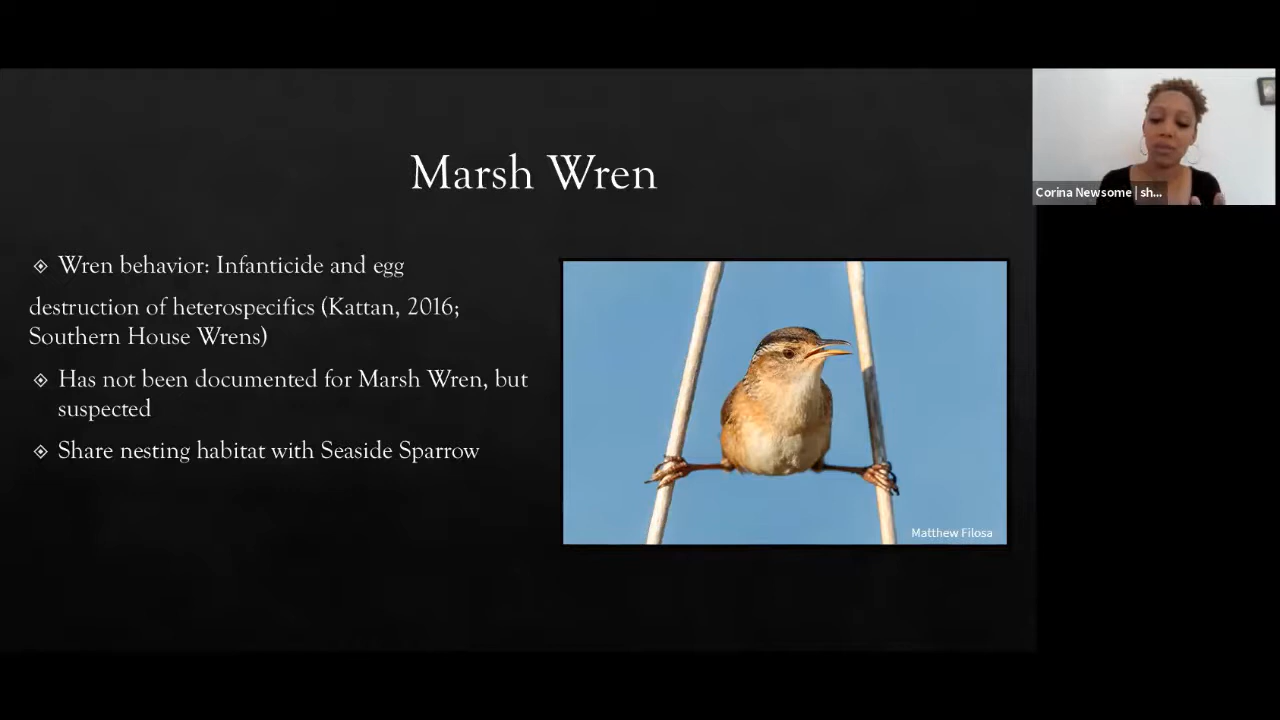 Marsh Wren
Wren behavior: Infanticide and egg
destruction of heterospecifics (Kattan, 2016;
Southern House Wrens)
Has not been documented for Marsh Wren, but
suspected
Share nesting habitat with Seaside Sparrow
Matthew Filosa
Corina Newsome | sh...